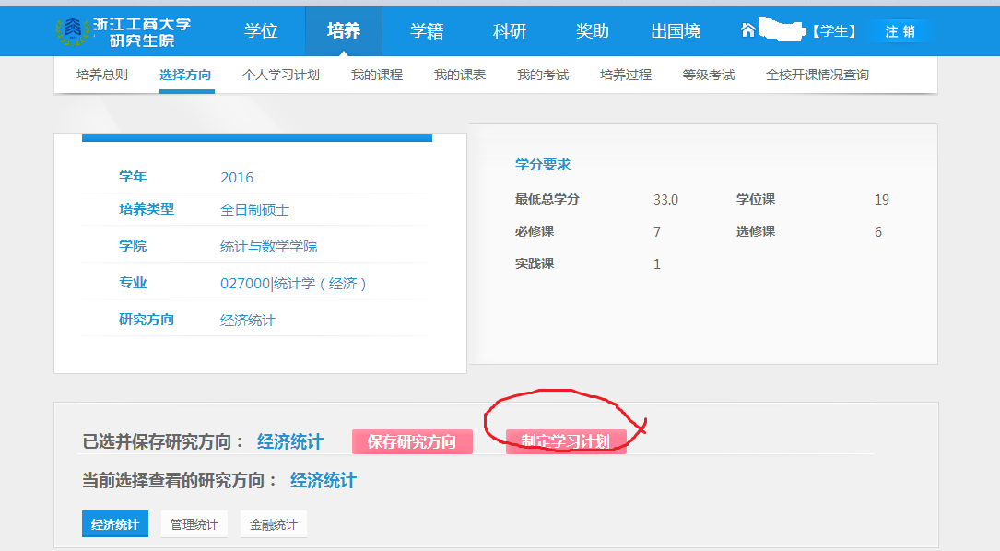 浙江工商大学
研究生院
学位 培养 学籍 科研 奖助 出国境 【学生】 注 销
培养总则 选择方向 个人学习计划 我的课程 我的课表 我的考试 培养过程 等级考试 全校开课情况查询
学年 2016
培养类型 全日制硕士
学院 统计与数学学院
专业 027000|统计学（经济）
研究方向 经济统计
学分要求
最低总学分 33.0 学位课 19
必修课 7 选修课 6
实践课 1
已选并保存研究方向： 经济统计 保存研究方向 制定学习计划
当前选择查看的研究方向： 经济统计
经济统计 管理统计 金融统计